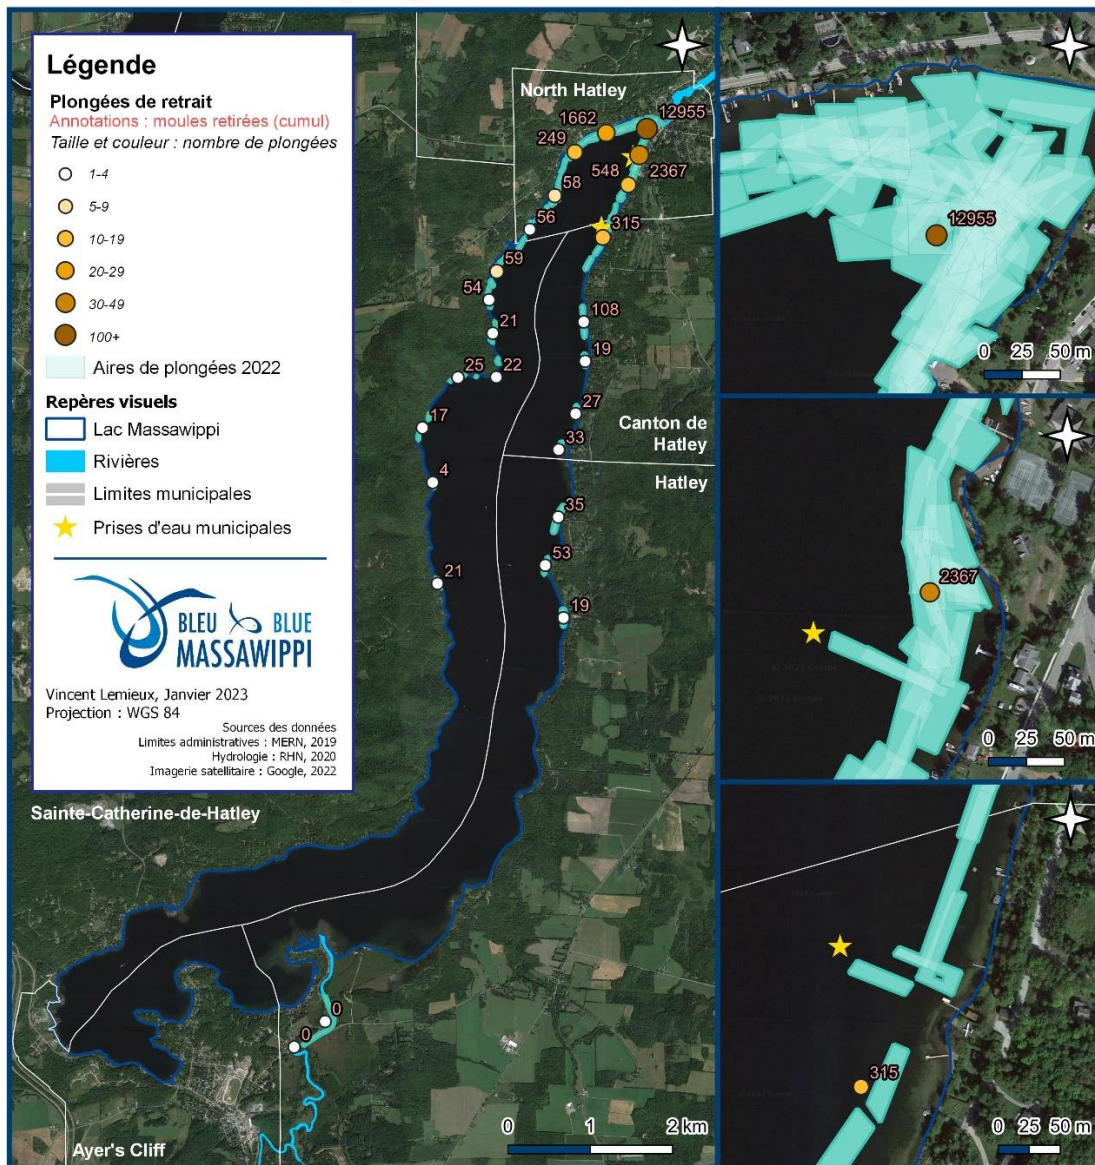 Légende
Plongées de retrait
Annotations : moules retirées (cumul)
Taille et couleur : nombre de plongées
1-4
5-9
10-19
20-29
30-49
100+
Aires de plongées 2022
Repères visuels
Lac Massawippi
Rivières
Limites municipales
Prises d'eau municipales
BLEU BLUE
MASSAWIPPI
Vincent Lemieux, Janvier 2023
Projection : WGS 84
Sources des données
Limites administratives : MERN, 2019
Hydrologie : RHN, 2020
Imagerie satellitaire : Google, 2022
North Hatley
12955
1662
249
548
2367
58
56
315
59
54
108
21
19
25
22
27
17
Canton de
Hatley
33
4
Hatley
35
53
21
19
Sainte-Catherine-de-Hatley
0
0
Ayer's Cliff
0 1 2 km
12955
0 25 50 m
2367
0 25 50 m
315
0 25 50 m